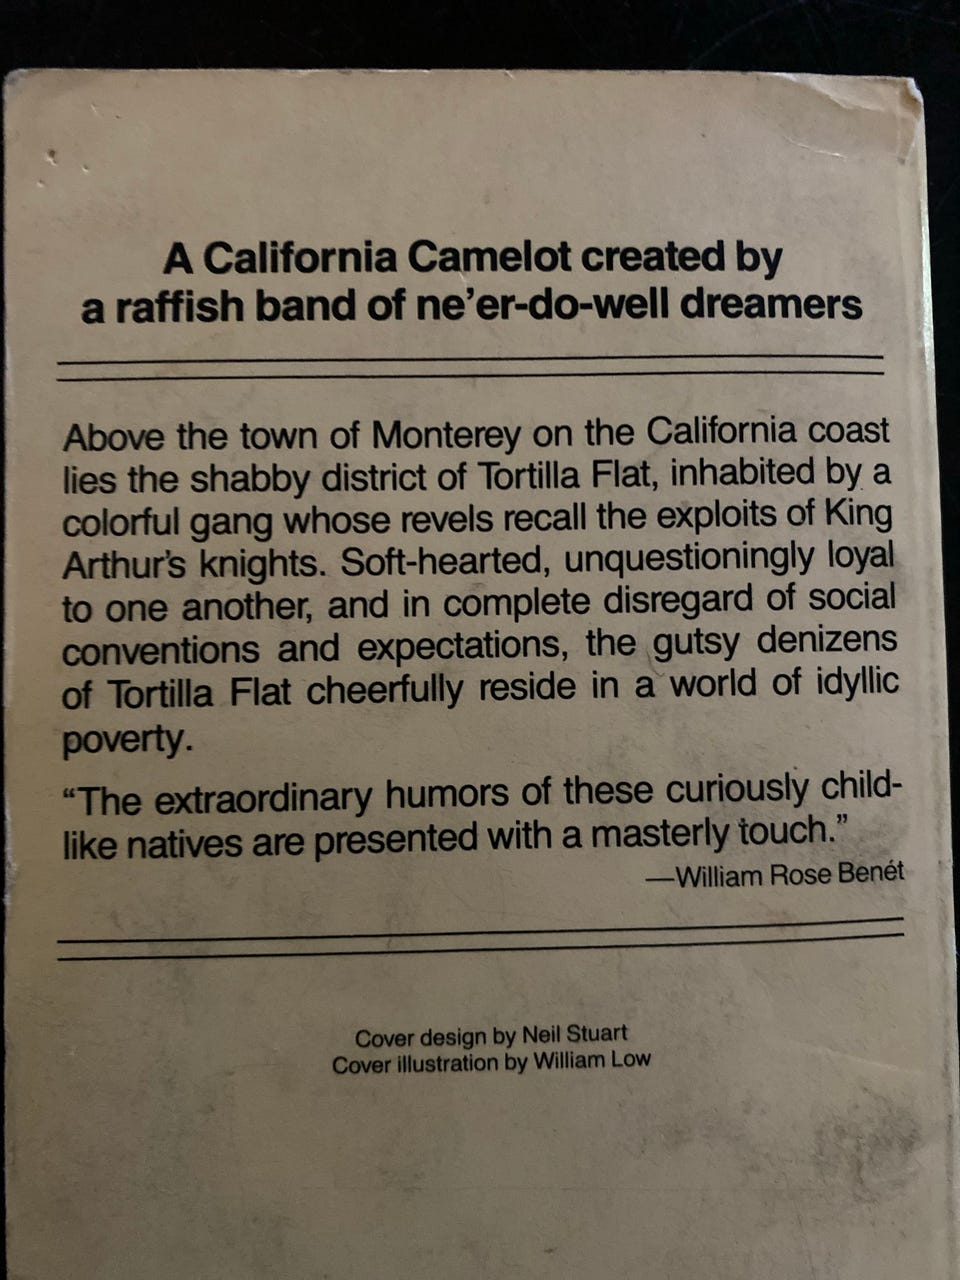 A California Camelot created by
a raffish band of ne'er-do-well dreamers
Above the town of Monterey on the California coast
lies the shabby district of Tortilla Flat, inhabited by a
colorful gang whose revels recall the exploits of King
Arthur's knights. Soft-hearted, unquestioningly loyal
to one another, and in complete disregard of social
conventions and expectations, the gutsy denizens
of Tortilla Flat cheerfully reside in a world of idyllic
poverty.
“The extraordinary humors of these curiously child-
like natives are presented with a masterly touch.”
—William Rose Benét
Cover design by Neil Stuart
Cover illustration by William Low